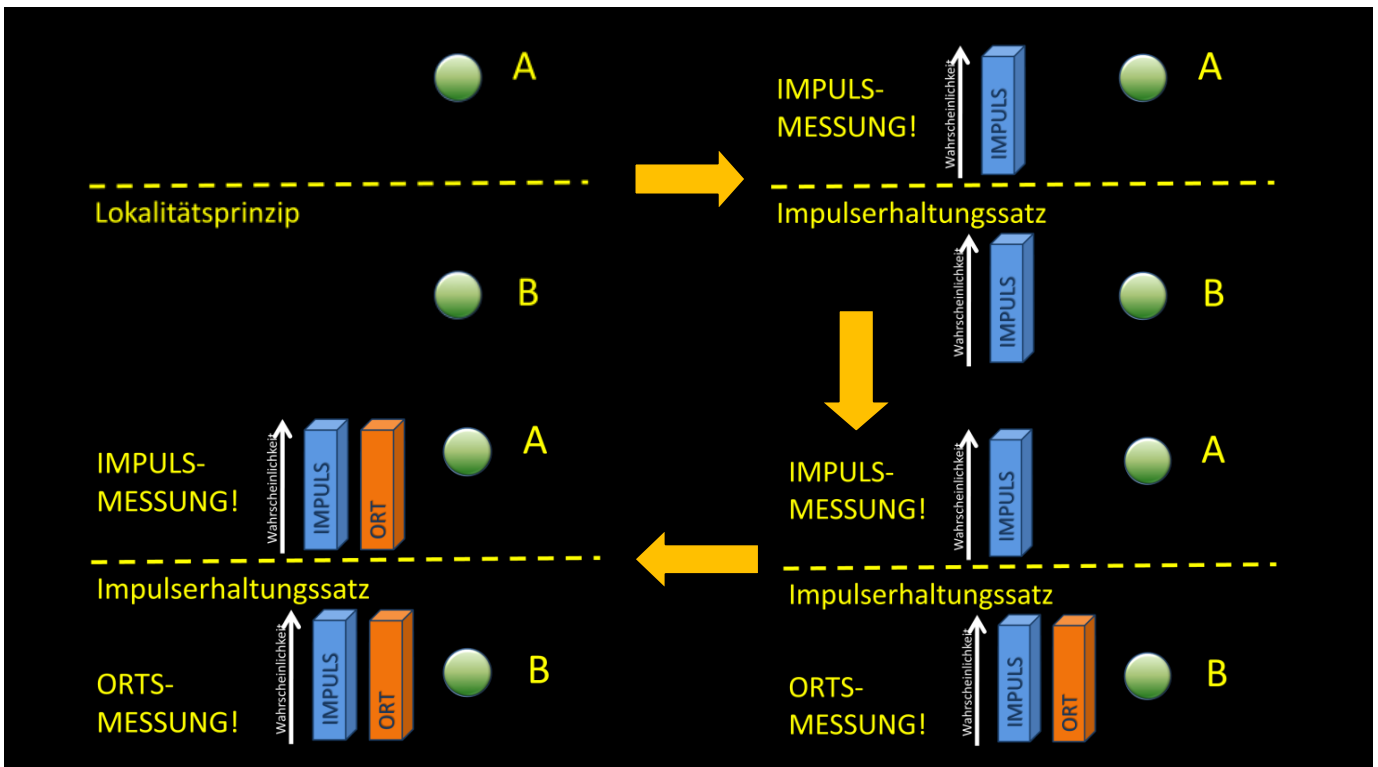 A
Lokalitätsprinzip
B
IMPULS-
MESSUNG!
Wahrscheinlichkeit
IMPULS
A
Impulserhaltungssatz
Wahrscheinlichkeit
IMPULS
B
IMPULS-
MESSUNG!
Wahrscheinlichkeit
IMPULS
A
Impulserhaltungssatz
ORTS-
MESSUNG!
Wahrscheinlichkeit
IMPULS
ORT
B
IMPULS-
MESSUNG!
Wahrscheinlichkeit
IMPULS
ORT
A
Impulserhaltungssatz
ORTS-
MESSUNG!
Wahrscheinlichkeit
IMPULS
ORT
B